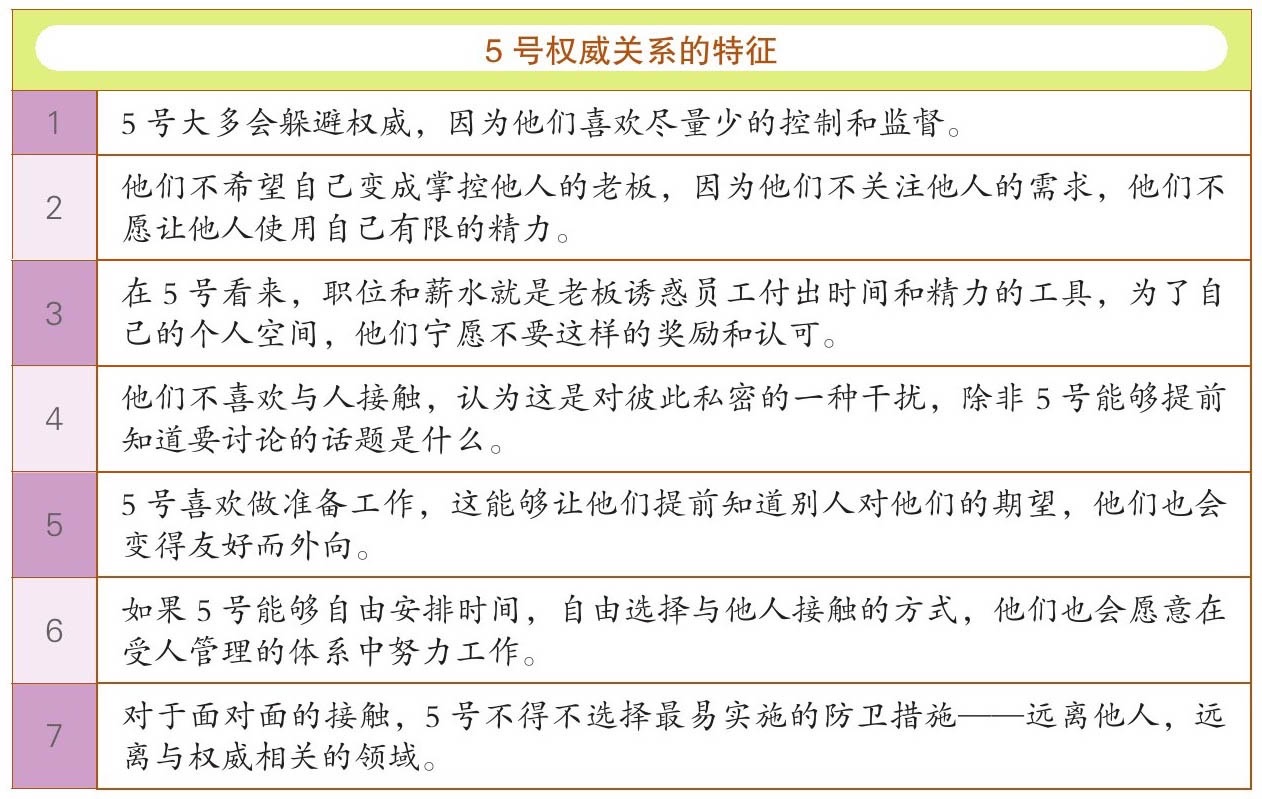 5 号权威关系的特征
1
5 号大多会躲避权威，因为他们喜欢尽量少的控制和监督。
2
他们不希望自己变成掌控他人的老板，因为他们不关注他人的需求，他们不
愿让他人使用自己有限的精力。
3
在 5 号看来，职位和薪水就是老板诱惑员工付出时间和精力的工具，为了自
己的个人空间，他们宁愿不要这样的奖励和认可。
4
他们不喜欢与人接触，认为这是对彼此私密的一种干扰，除非 5 号能够提前
知道要讨论的话题是什么。
5
5 号喜欢做准备工作，这能够让他们提前知道别人对他们的期望，他们也会
变得友好而外向。
6
如果 5 号能够自由安排时间，自由选择与他人接触的方式，他们也会愿意在
受人管理的体系中努力工作。
7
对于面对面的接触，5 号不得不选择最易实施的防卫措施——远离他人，远
离与权威相关的领域。